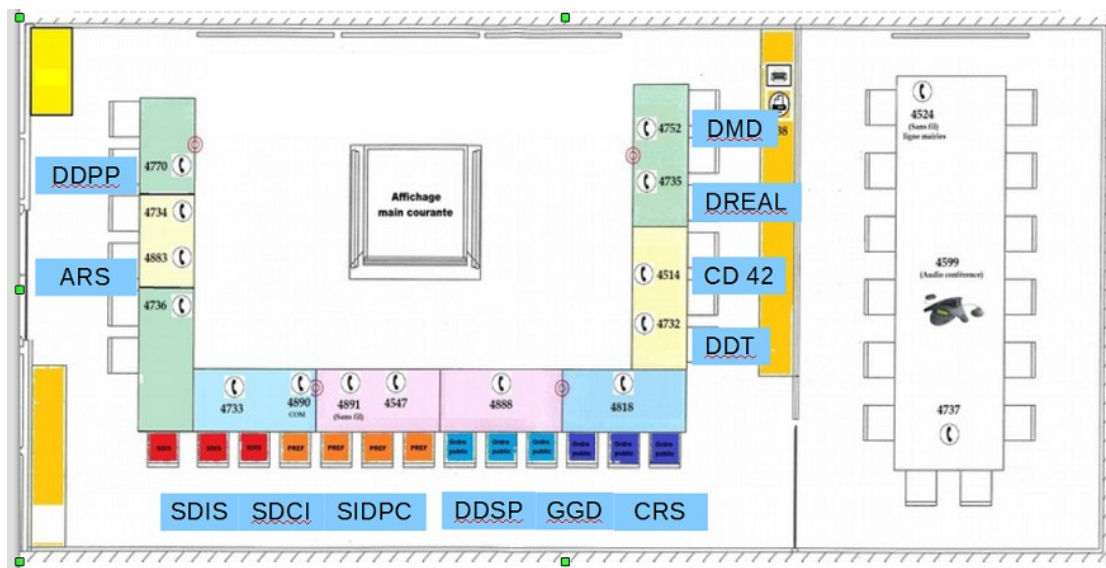 4752
DMD
38
4524
(Sans fil)
ligne mairies
DDPP
4770
4735
DREAL
Affichage
main courante
4734
4883
ARS
4514
CD 42
4599
(Audio conférence)
4736
4732
DDT
4733
4890
COM
4891
(Sans fil)
4547
4888
4818
4737
SDIS
SDIS
SDIS
PREF
PREF
PREF
PREF
Ordre
public
Ordre
public
Ordre
public
Ordre
public
Ordre
public
Ordre
public
SDIS
SDCI
SIDPC
DDSP
GGD
CRS